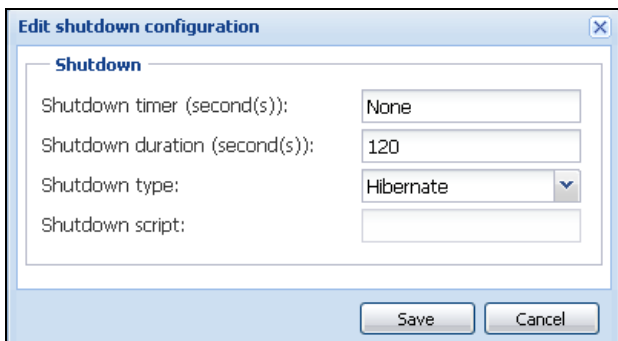 Edit shutdown configuration
Shutdown
Shutdown timer (second(s)): None
Shutdown duration (second(s)): 120
Shutdown type: Hibernate
Shutdown script:
Save Cancel